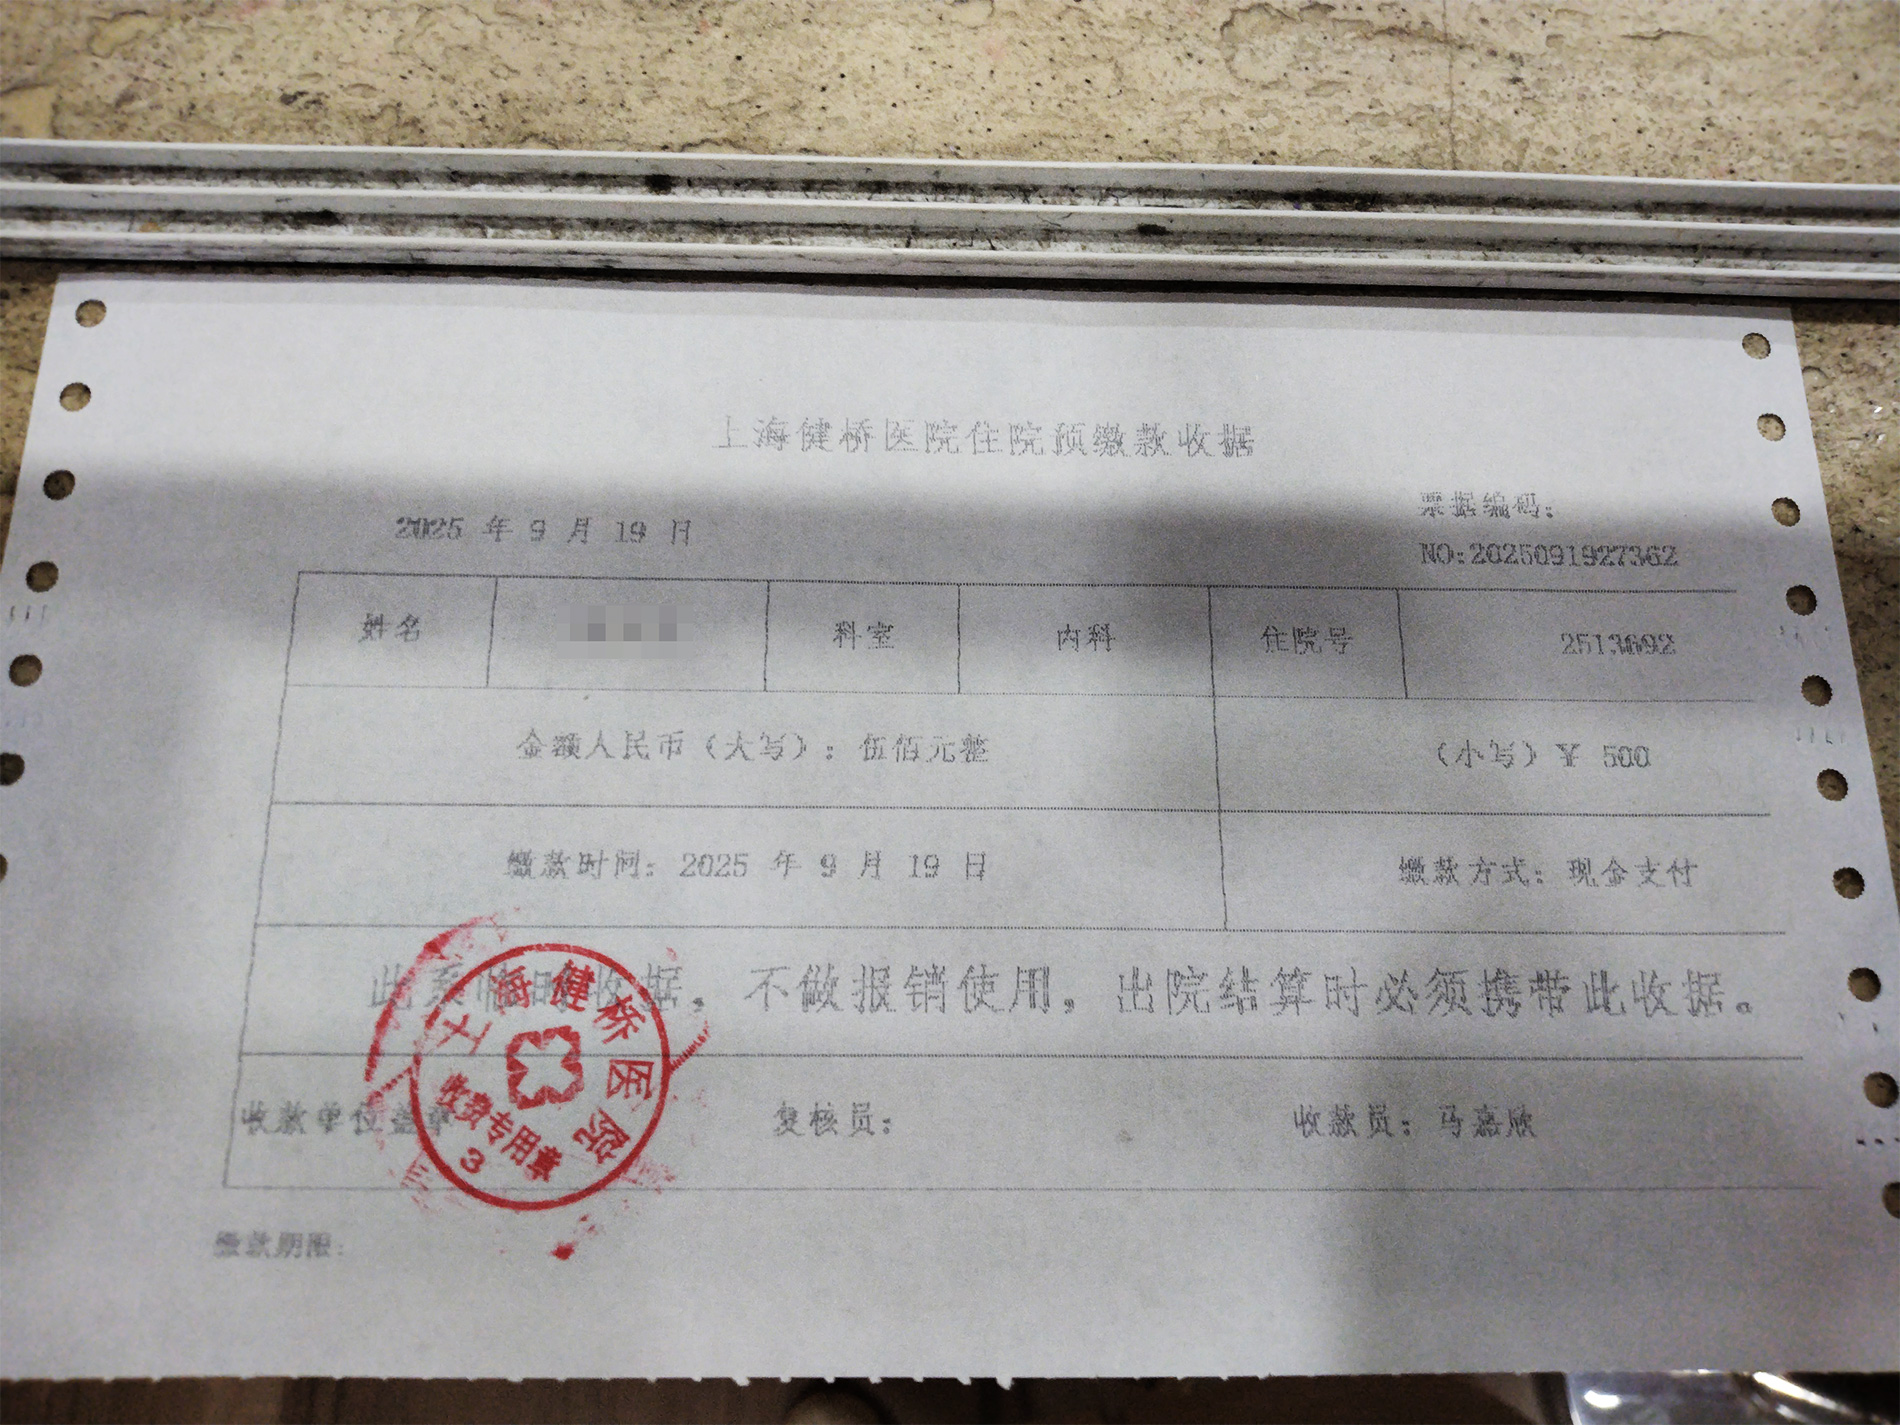 上海健桥医院住院预缴款收据
票据编码:
2025 年 9 月 19 日
NO:2025091927362
姓名 科室 内科 住院号 2513692
金额人民币（大写）: 伍佰元整 （小写）¥ 500
缴款时间: 2025 年 9 月 19 日 缴款方式: 现金支付
此系临时收据, 不做报销使用, 出院结算时必须携带此收据。
收款单位盖章 复核员: 收款员: 马嘉欣
上海健桥医院
收费专用章
3
缴款期限: